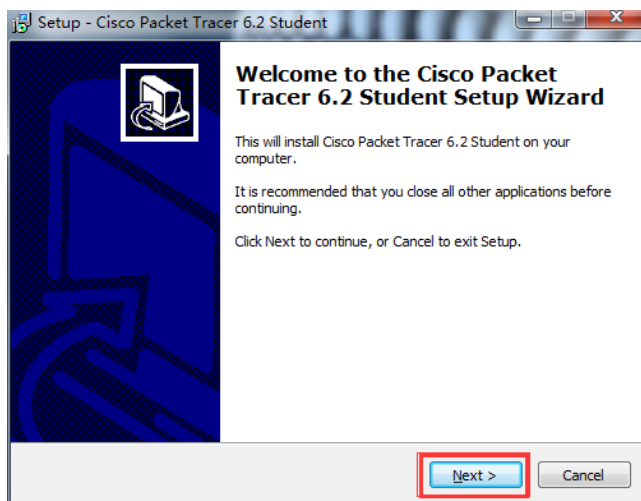 Setup - Cisco Packet Tracer 6.2 Student
Welcome to the Cisco Packet
Tracer 6.2 Student Setup Wizard
This will install Cisco Packet Tracer 6.2 Student on your
computer.
It is recommended that you close all other applications before
continuing.
Click Next to continue, or Cancel to exit Setup.
Next >
Cancel